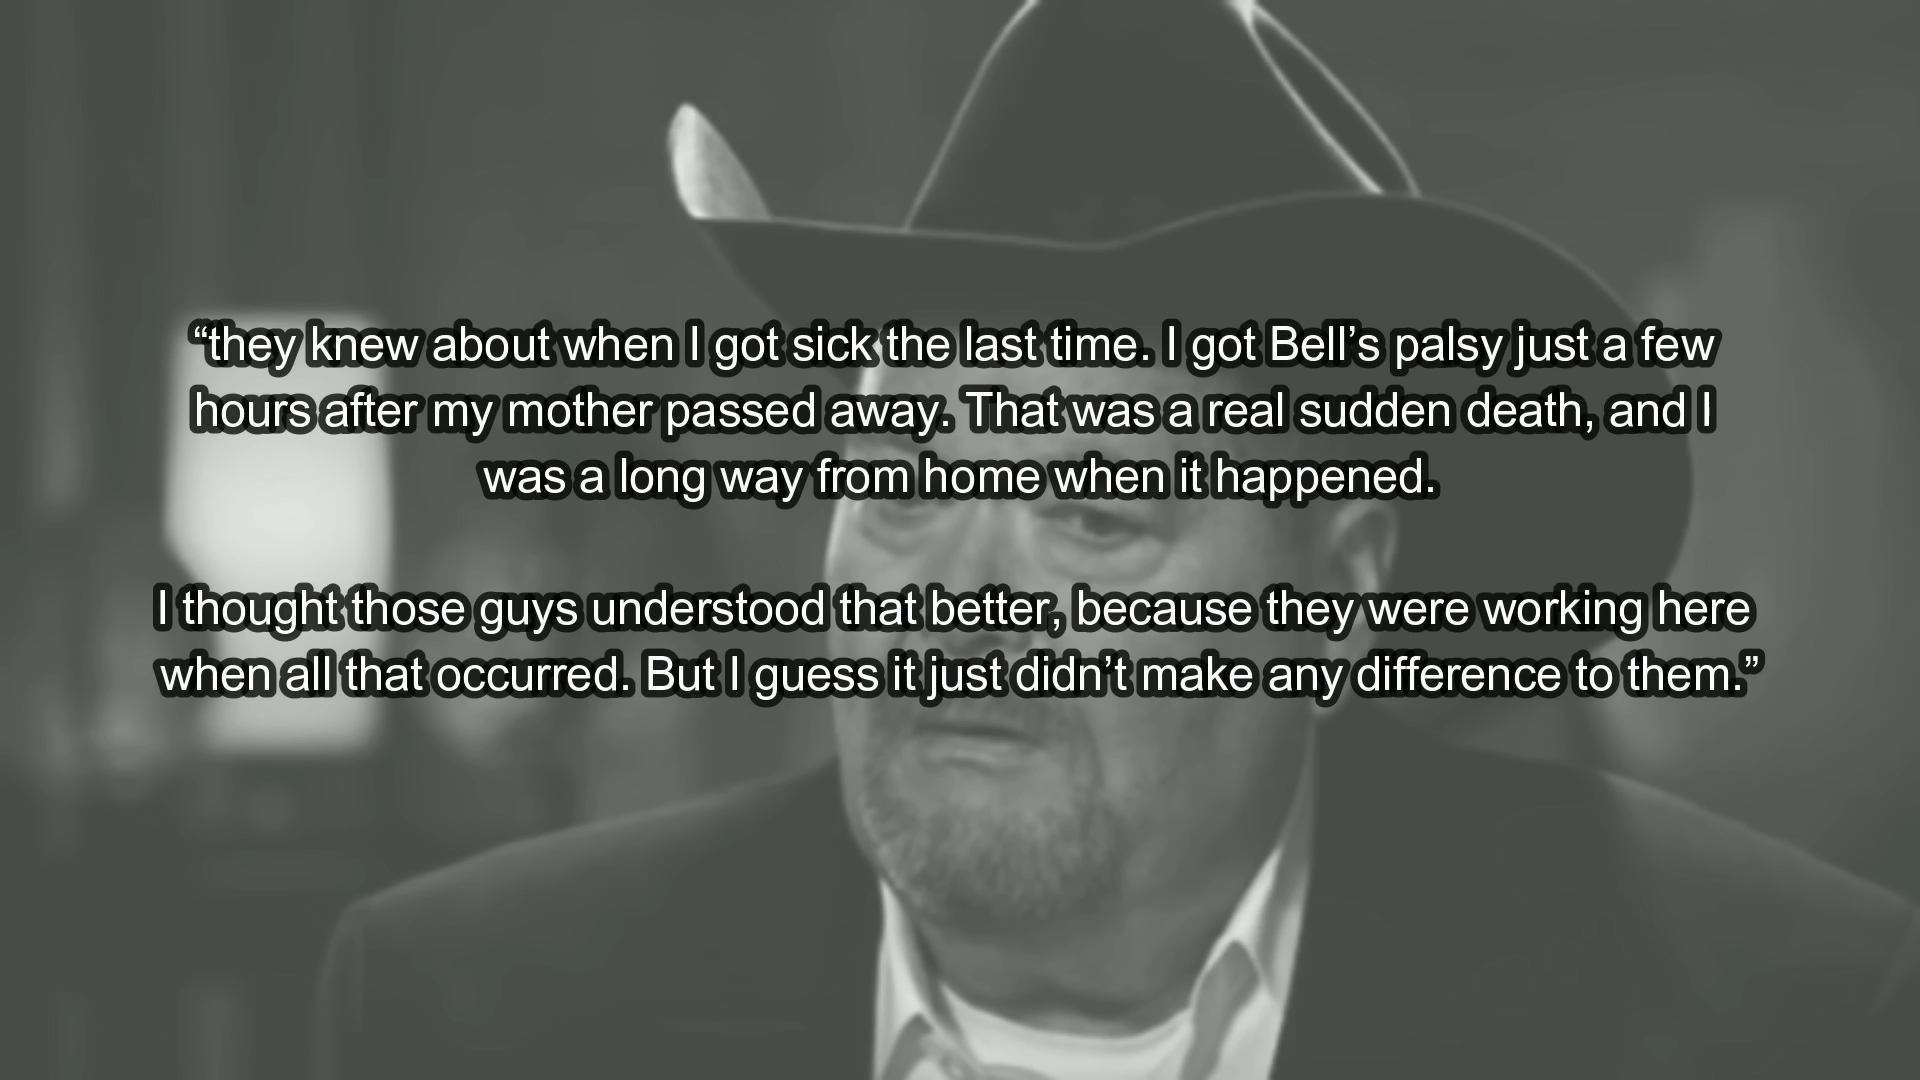 “they knew about when I got sick the last time. I got Bell’s palsy just a few
hours after my mother passed away. That was a real sudden death, and I
was a long way from home when it happened.
I thought those guys understood that better, because they were working here
when all that occurred. But I guess it just didn’t make any difference to them.”